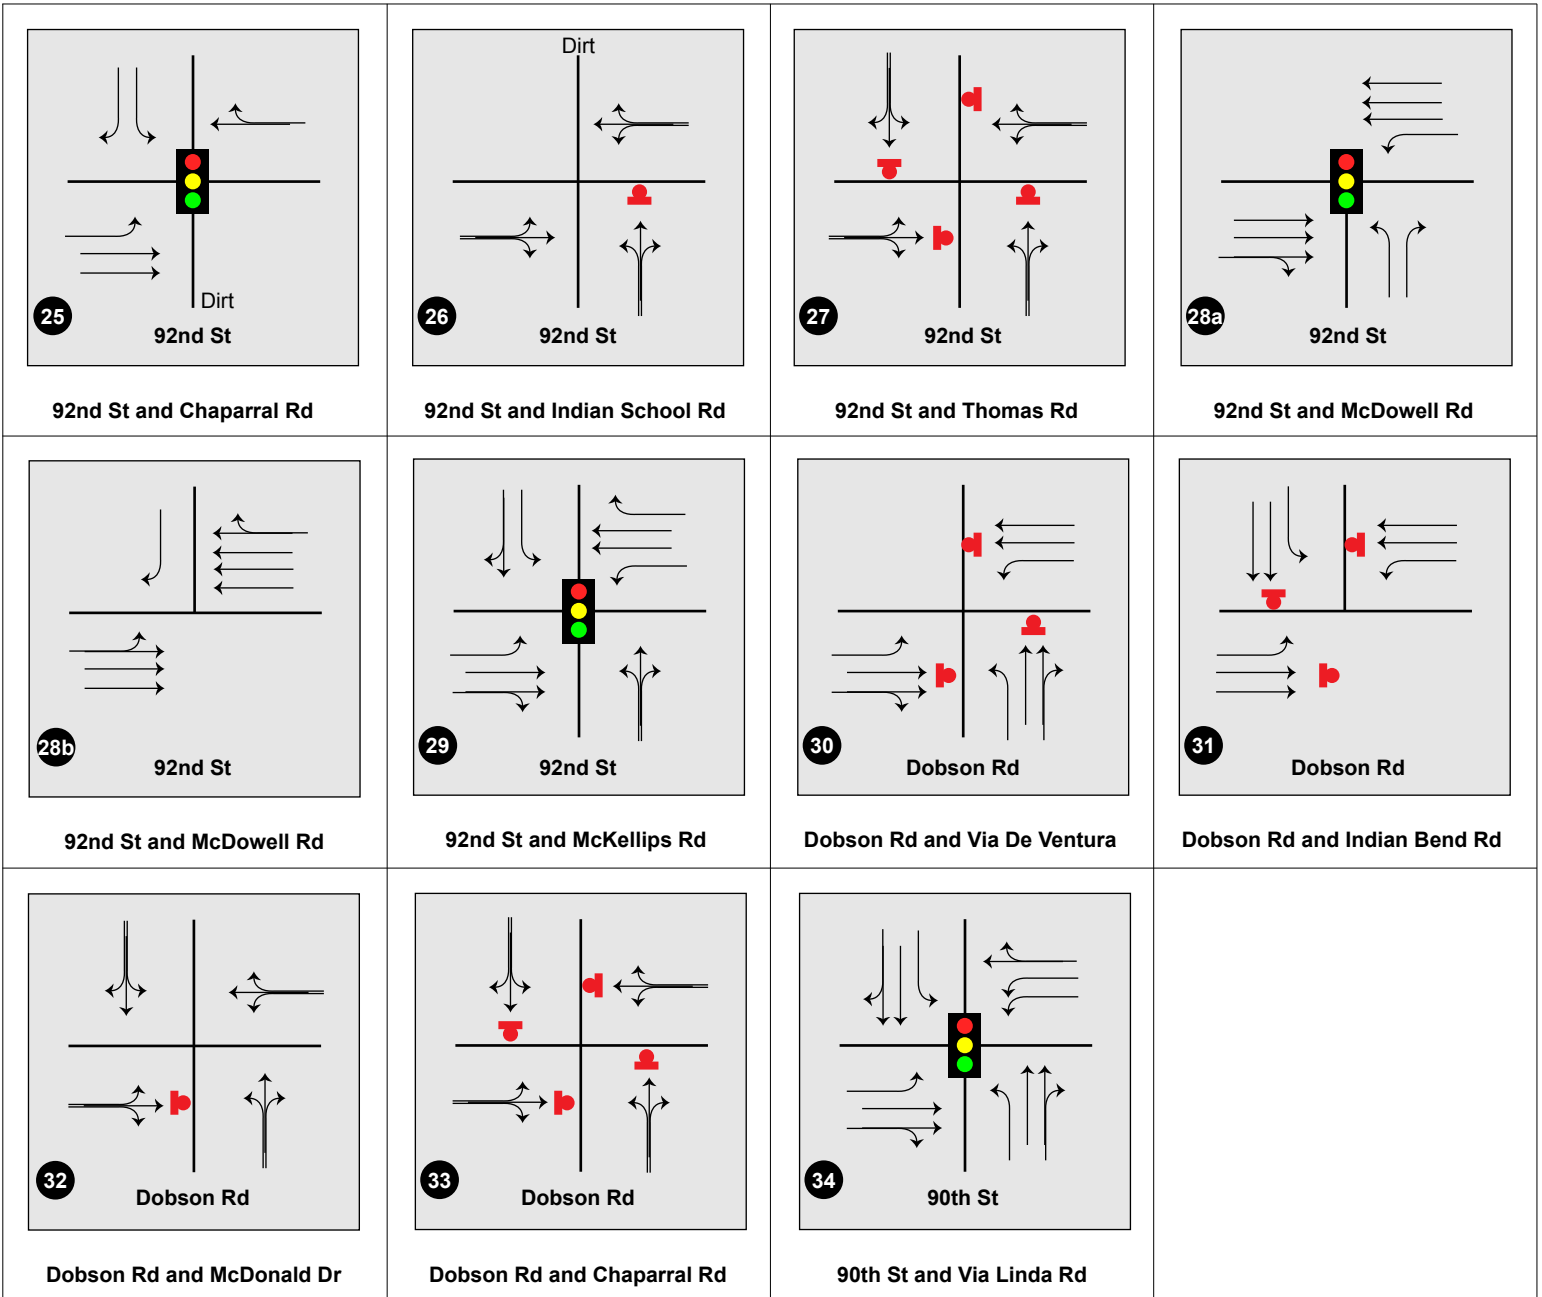 Dirt
25
92nd St
92nd St and Chaparral Rd
Dirt
26
92nd St
92nd St and Indian School Rd
27
92nd St
92nd St and Thomas Rd
28a
92nd St
92nd St and McDowell Rd
28b
92nd St
92nd St and McDowell Rd
29
92nd St
92nd St and McKellips Rd
30
Dobson Rd
Dobson Rd and Via De Ventura
31
Dobson Rd
Dobson Rd and Indian Bend Rd
32
Dobson Rd
Dobson Rd and McDonald Dr
33
Dobson Rd
Dobson Rd and Chaparral Rd
34
90th St
90th St and Via Linda Rd